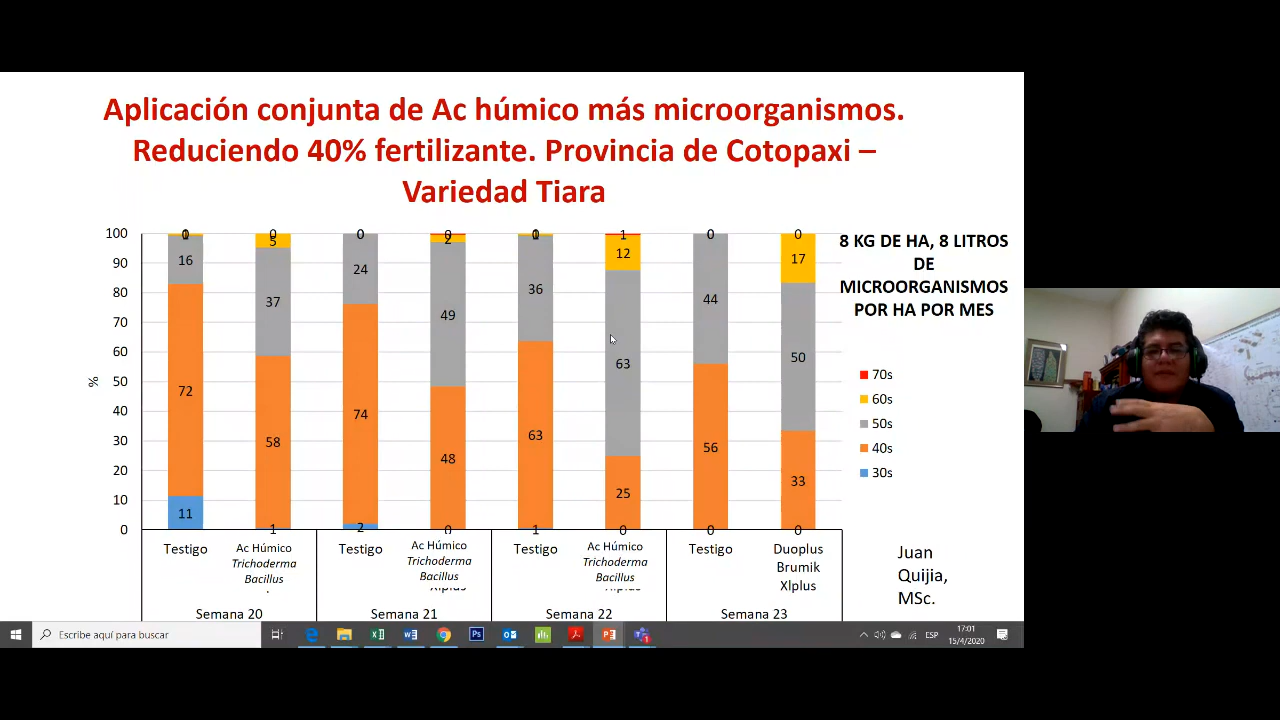 Aplicación conjunta de Ac húmico más microorganismos.
Reduciendo 40% fertilizante. Provincia de Cotopaxi –
Variedad Tiara
8 KG DE HA, 8 LITROS
DE
MICROORGANISMOS
POR HA POR MES
100
90
80
70
60
50
40
30
20
10
0
%
16
72
11
0
5
37
58
1
0
24
74
2
0
2
49
48
0
36
63
1
1
12
63
25
0
0
44
56
0
0
17
50
33
0
70s
60s
50s
40s
30s
Testigo
Ac Húmico
Trichoderma
Bacillus
Testigo
Ac Húmico
Trichoderma
Bacillus
Testigo
Ac Húmico
Trichoderma
Bacillus
Testigo
Duoplus
Brumik
Xlplus
Semana 20
Semana 21
Semana 22
Semana 23
Juan
Quijia,
MSc.
Escribe aquí para buscar
ESP
17:01
15/4/2020